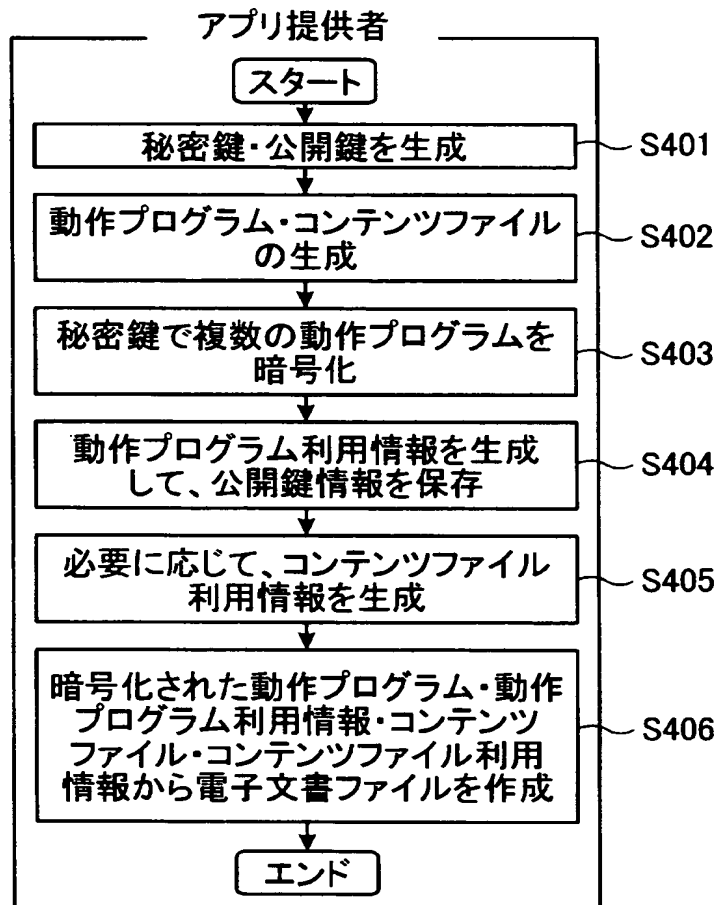 アプリ提供者
スタート
秘密鍵・公開鍵を生成
S401
動作プログラム・コンテンツファイル
の生成
S402
秘密鍵で複数の動作プログラムを
暗号化
S403
動作プログラム利用情報を生成
して、公開鍵情報を保存
S404
必要に応じて、コンテンツファイル
利用情報を生成
S405
暗号化された動作プログラム・動作
プログラム利用情報・コンテンツ
ファイル・コンテンツファイル利用
情報から電子文書ファイルを作成
S406
エンド